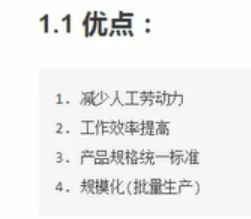 1.1 优点：
1. 减少人工劳动力
2. 工作效率提高
3. 产品规格统一标准
4. 规模化(批量生产)